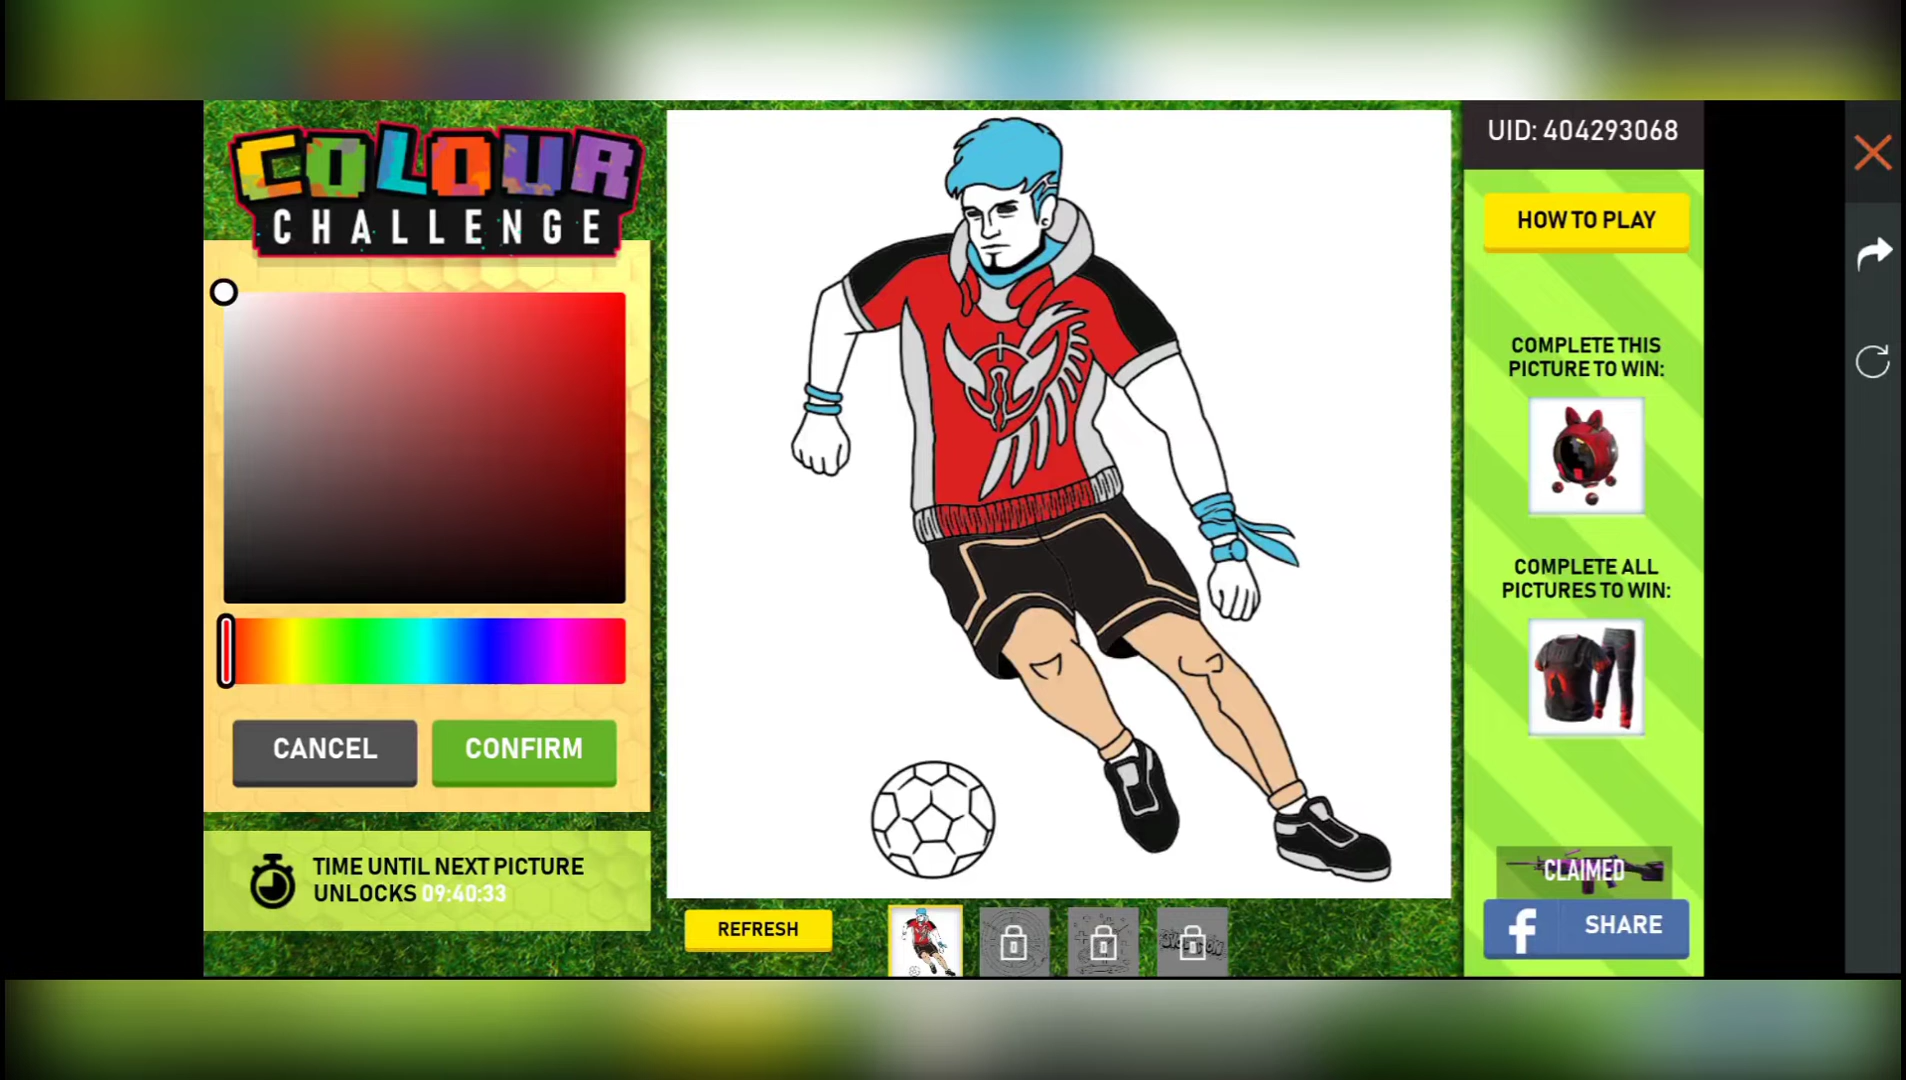 COLOUR
CHALLENGE
UID: 404293068
HOW TO PLAY
COMPLETE THIS
PICTURE TO WIN:
COMPLETE ALL
PICTURES TO WIN:
CANCEL
CONFIRM
TIME UNTIL NEXT PICTURE
UNLOCKS 09:40:33
REFRESH
CLAIMED
f SHARE